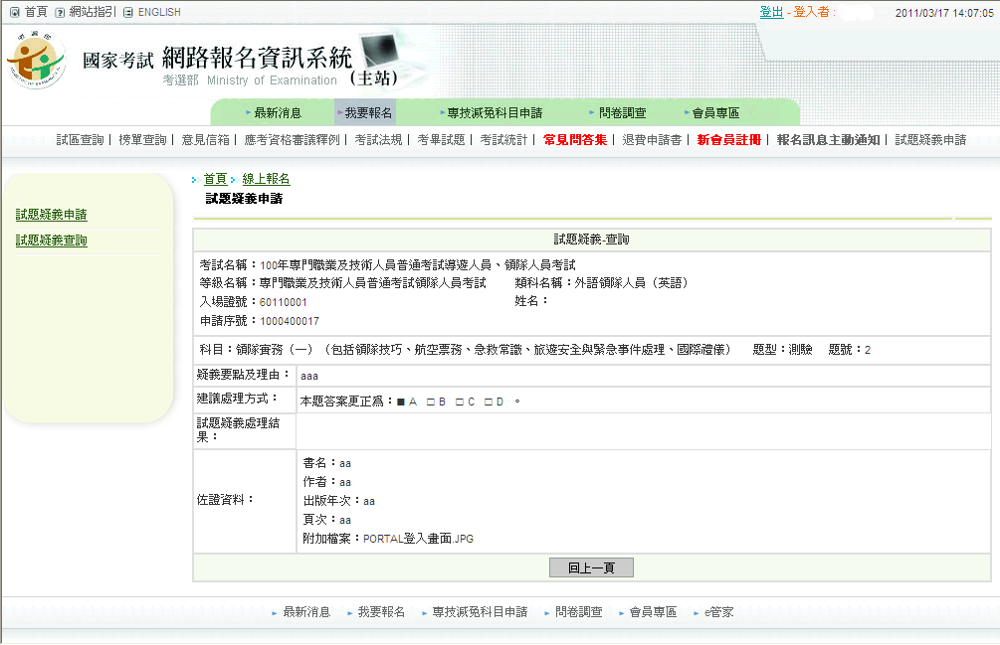 首頁 網站指引 ENGLISH 登出 - 登入者: 2011/03/17 14:07:05
國家考試 網路報名資訊系統
考選部 Ministry of Examination (主站)
最新消息 我要報名 專技減免科目申請 問卷調查 會員專區
試區查詢| 榜單查詢| 意見信箱| 應考資格審議釋例| 考試法規| 考畢試題| 考試統計| 常見問答集| 退費申請書| 新會員註冊| 報名訊息主動通知| 試題疑義申請
首頁 線上報名
試題疑義申請
試題疑義申請
試題疑義查詢
試題疑義-查詢
考試名稱：100年專門職業及技術人員普通考試導遊人員、領隊人員考試
等級名稱：專門職業及技術人員普通考試領隊人員考試 類科名稱：外語領隊人員（英語）
入場證號：60110001 姓名：
申請序號：1000400017
科目：領隊實務（一）（包括領隊技巧、航空票務、急救常識、旅遊安全與緊急事件處理、國際禮儀） 題型：測驗 題號：2
疑義要點及理由： aaa
建議處理方式： 本題答案更正為：■ A □ B □ C □ D 。
試題疑義處理結
果：
佐證資料：
書名：aa
作者：aa
出版年次：aa
頁次：aa
附加檔案：PORTAL登入畫面.JPG
回上一頁
最新消息 我要報名 專技減免科目申請 問卷調查 會員專區 e管家